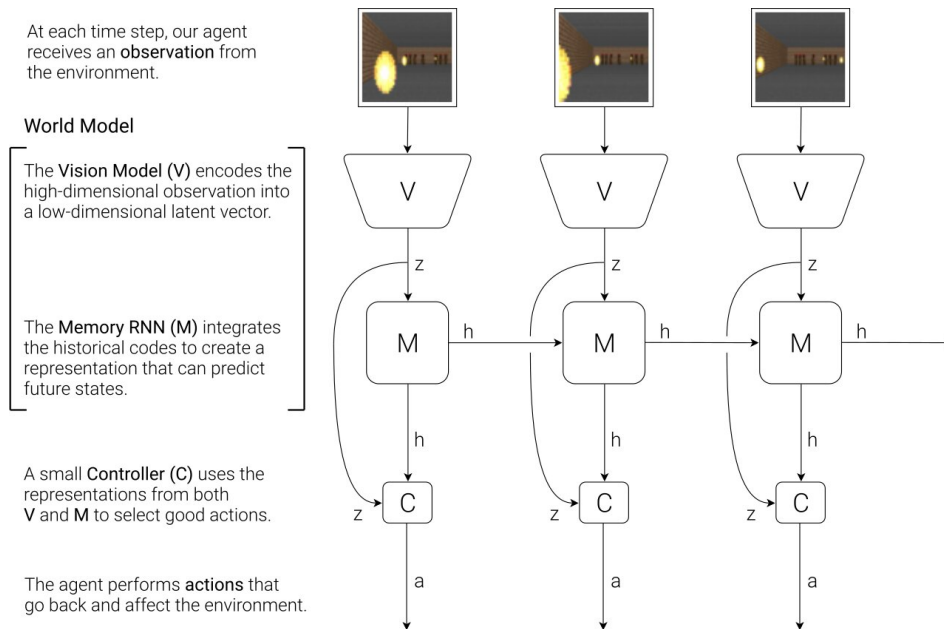 At each time step, our agent
receives an observation from
the environment.
World Model
The Vision Model (V) encodes the
high-dimensional observation into
a low-dimensional latent vector.
The Memory RNN (M) integrates
the historical codes to create a
representation that can predict
future states.
A small Controller (C) uses the
representations from both
V and M to select good actions.
The agent performs actions that
go back and affect the environment.
V
V
V
z
z
z
M
h
M
h
M
h
h
h
h
z
C
z
C
z
C
a
a
a